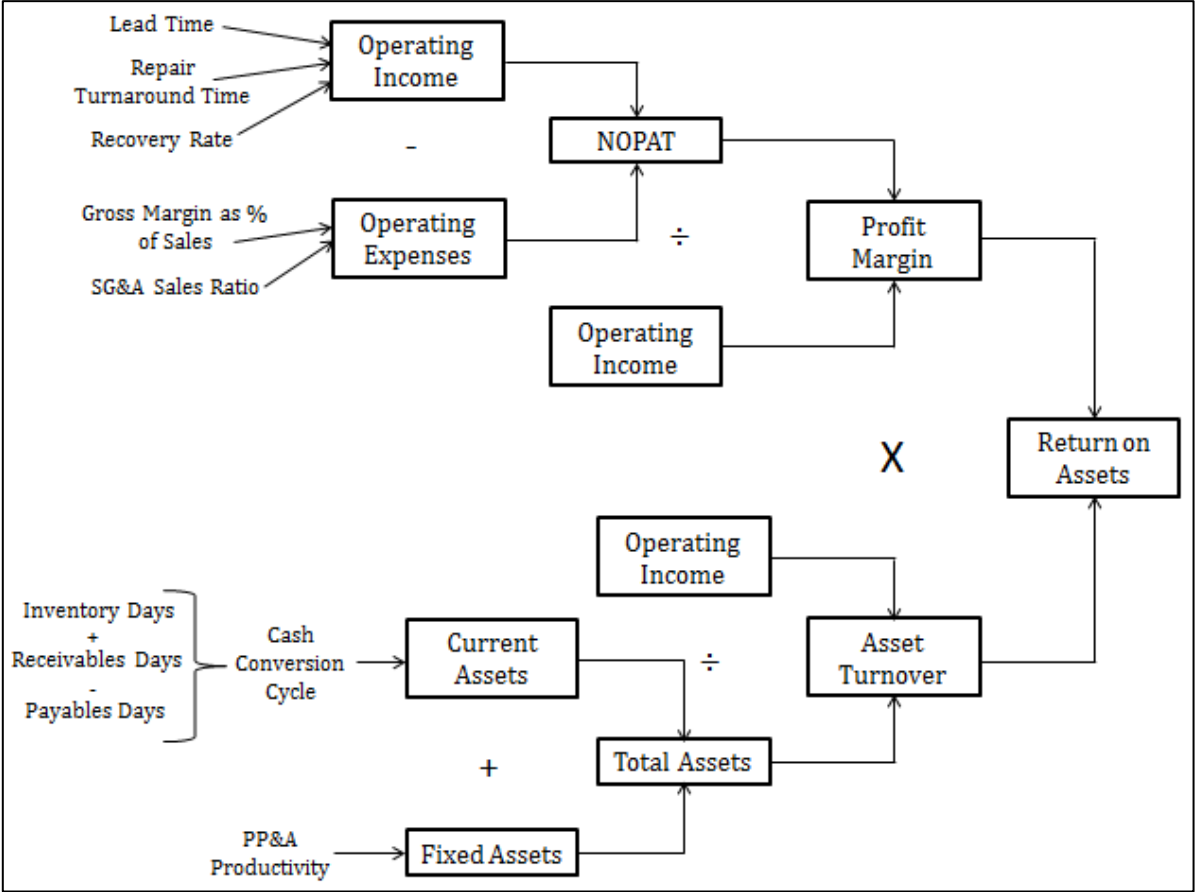 Lead Time
Repair
Turnaround Time
Recovery Rate
Operating
Income
-
NOPAT
Gross Margin as %
of Sales
SG&A Sales Ratio
Operating
Expenses
÷
Profit
Margin
Operating
Income
X
Return on
Assets
Operating
Income
Inventory Days
+
Receivables Days
-
Payables Days
Cash
Conversion
Cycle
Current
Assets
÷
Asset
Turnover
+
Total Assets
PP&A
Productivity
Fixed Assets